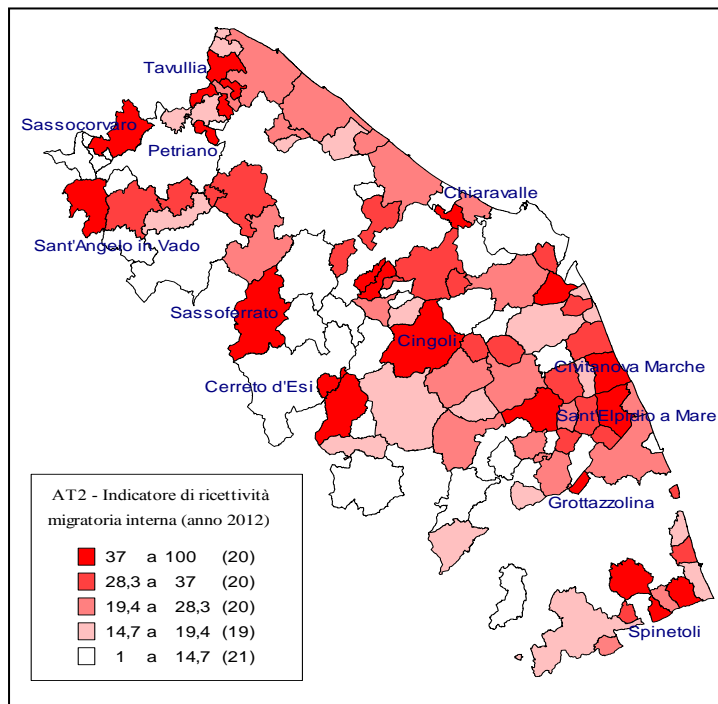 Tavullia
Sassocorvaro
Petriano
Chiaravalle
Sant'Angelo in Vado
Sassoferrato
Cingoli
Civitanova Marche
Cerreto d'Esi
Sant'Elpidio a Mare
Grottazzolina
Spinetoli
AT2 - Indicatore di ricettività
migratoria interna (anno 2012)
37 a 100 (20)
28,3 a 37 (20)
19,4 a 28,3 (20)
14,7 a 19,4 (19)
1 a 14,7 (21)